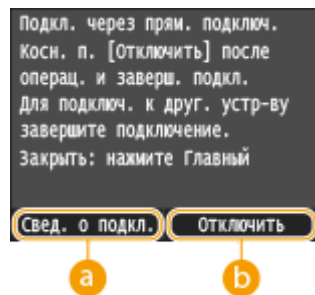 Подкл. через прям. подключ.
Косн. п. [Отключить] после
операц. и заверш. подкл.
Для подключ. к друг. устр-ву
завершите подключение.
Закрыть: нажмите Главный
Свед. о подкл. Отключить
a b